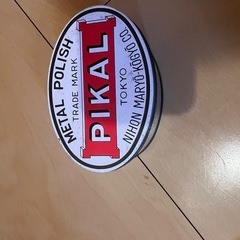 METAL POLISH
TRADE MARK
PIKAL
TOKYO
NIHON MARYO-KOGYO CO.